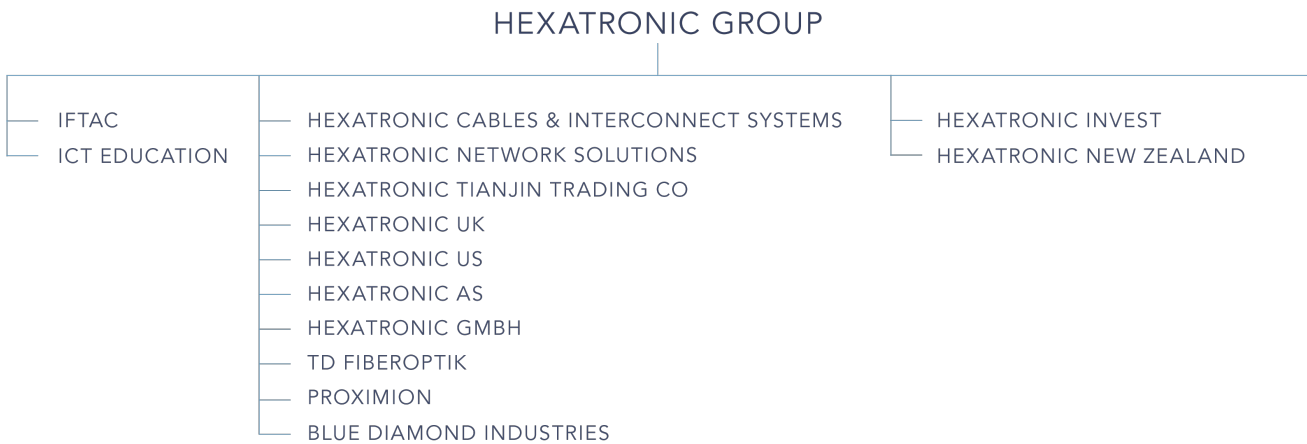 HEXATRONIC GROUP
IFTAC
ICT EDUCATION
HEXATRONIC CABLES & INTERCONNECT SYSTEMS
HEXATRONIC NETWORK SOLUTIONS
HEXATRONIC TIANJIN TRADING CO
HEXATRONIC UK
HEXATRONIC US
HEXATRONIC AS
HEXATRONIC GMBH
TD FIBEROPTIK
PROXIMION
BLUE DIAMOND INDUSTRIES
HEXATRONIC INVEST
HEXATRONIC NEW ZEALAND